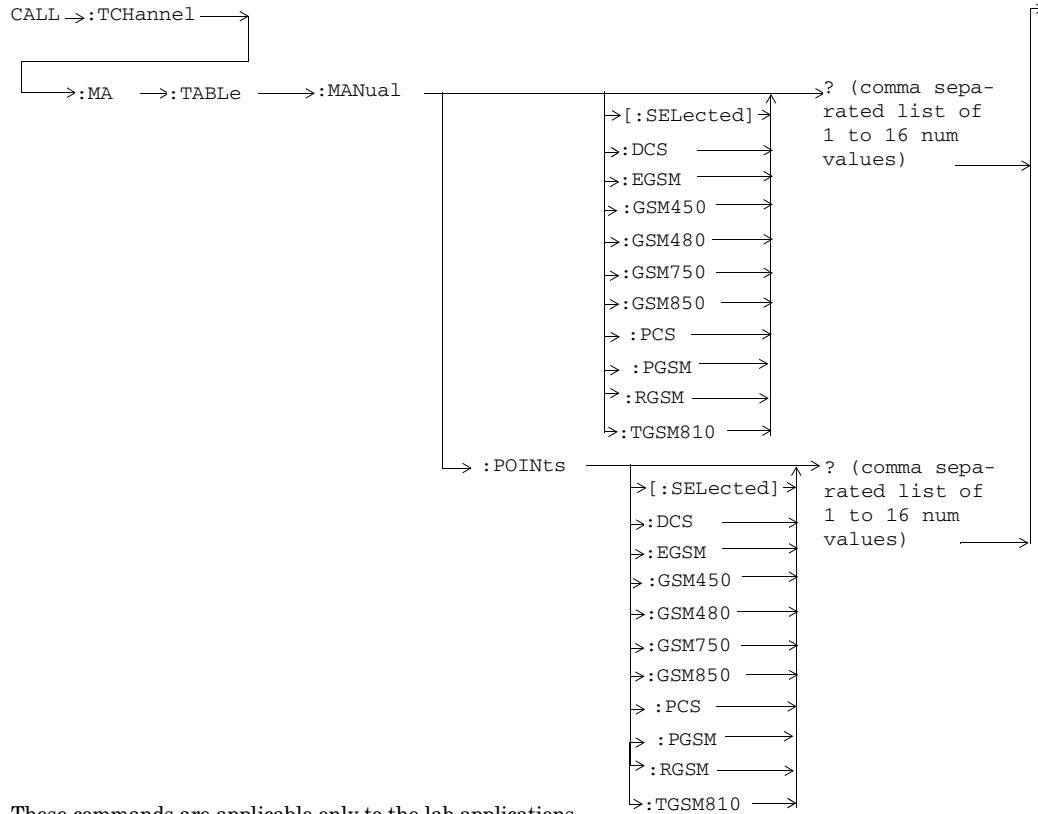 CALL :TCHannel
:MA :TABLe :MANual ? (comma sepa-
rated list of
1 to 16 num
values)
[:SELected]
:DCS
:EGSM
:GSM450
:GSM480
:GSM750
:GSM850
:PCS
:PGSM
:RGSM
:TGSM810
:POINts ? (comma sepa-
rated list of
1 to 16 num
values)
[:SELected]
:DCS
:EGSM
:GSM450
:GSM480
:GSM750
:GSM850
:PCS
:PGSM
:RGSM
:TGSM810
These commands are applicable only to the lab applications